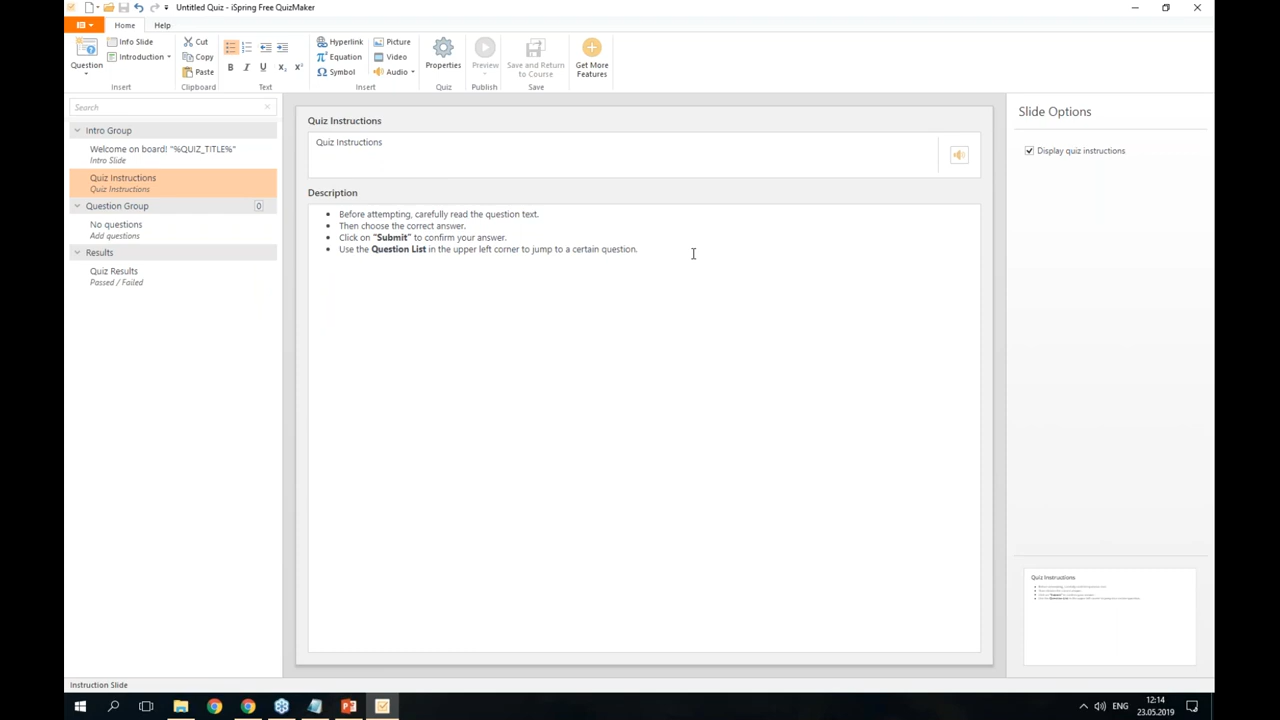 Untitled Quiz - iSpring Free QuizMaker
Home Help
Question
Info Slide
Introduction
Insert
Cut
Copy
Paste
Clipboard
B I U X₂ X²
Text
Hyperlink
Equation
Symbol
Picture
Video
Audio
Insert
Properties
Quiz
Preview
Publish
Save and Return
to Course
Save
Get More
Features
Search
Intro Group
Welcome on board! "%QUIZ_TITLE%"
Intro Slide
Quiz Instructions
Quiz Instructions
Question Group 0
No questions
Add questions
Results
Quiz Results
Passed / Failed
Quiz Instructions
Quiz Instructions
Description
• Before attempting, carefully read the question text.
• Then choose the correct answer.
• Click on "Submit" to confirm your answer.
• Use the Question List in the upper left corner to jump to a certain question.
Slide Options
Display quiz instructions
Quiz Instructions
Instruction Slide
ENG
12:14
23.05.2019